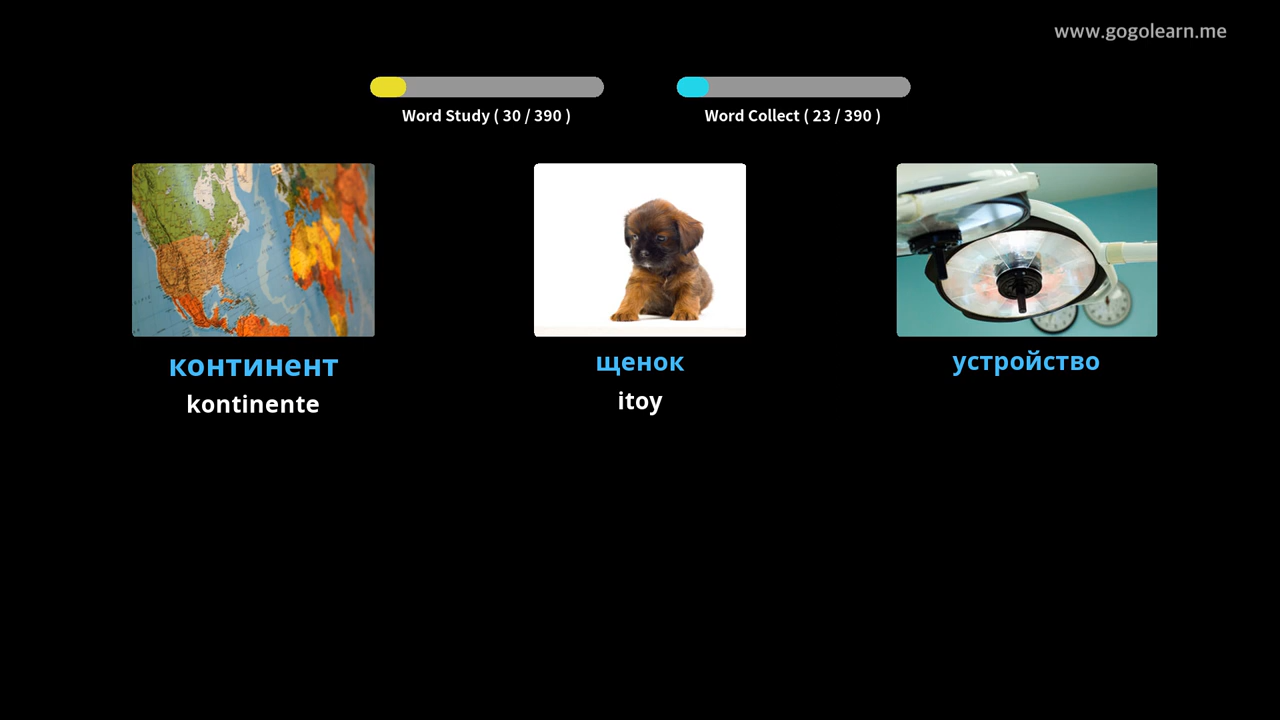 www.gogolearn.me
Word Study ( 30 / 390 )
Word Collect ( 23 / 390 )
континент
kontinente
щенок
itoy
устройство